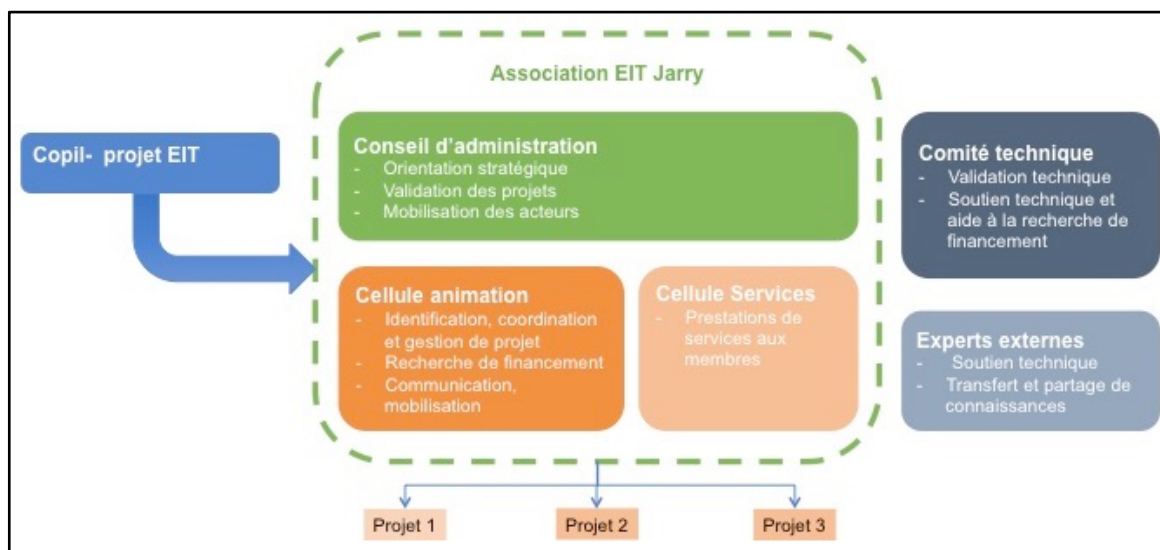 Association EIT Jarry
Copil- projet EIT
Conseil d'administration
- Orientation stratégique
- Validation des projets
- Mobilisation des acteurs
Cellule animation
- Identification, coordination
et gestion de projet
- Recherche de financement
- Communication,
mobilisation
Cellule Services
- Prestations de
services aux
membres
Comité technique
- Validation technique
- Soutien technique et
aide à la recherche de
financement
Experts externes
- Soutien technique
- Transfert et partage de
connaissances
Projet 1
Projet 2
Projet 3